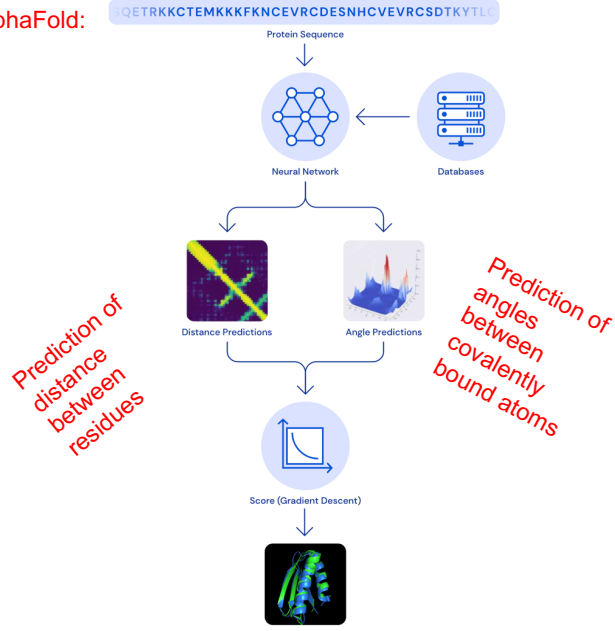 phaFold:
SQETRKKCTEMKKKFKNCEVRCDESNHCVEVRCSDTKYTLC
Protein Sequence
Neural Network
Databases
Distance Predictions
Angle Predictions
Prediction of
distance
between
residues
Prediction of
angles
between
covalently
bound atoms
Score (Gradient Descent)